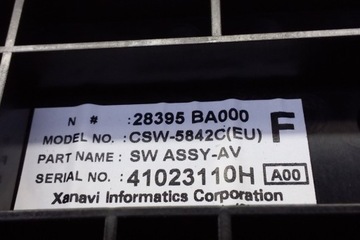 N # : 28395 BA000
MODEL NO. : CSW-5842C(EU) F
PART NAME : SW ASSY-AV
SERIAL NO. : 41023110H A00
Xanavi Informatics Corporation